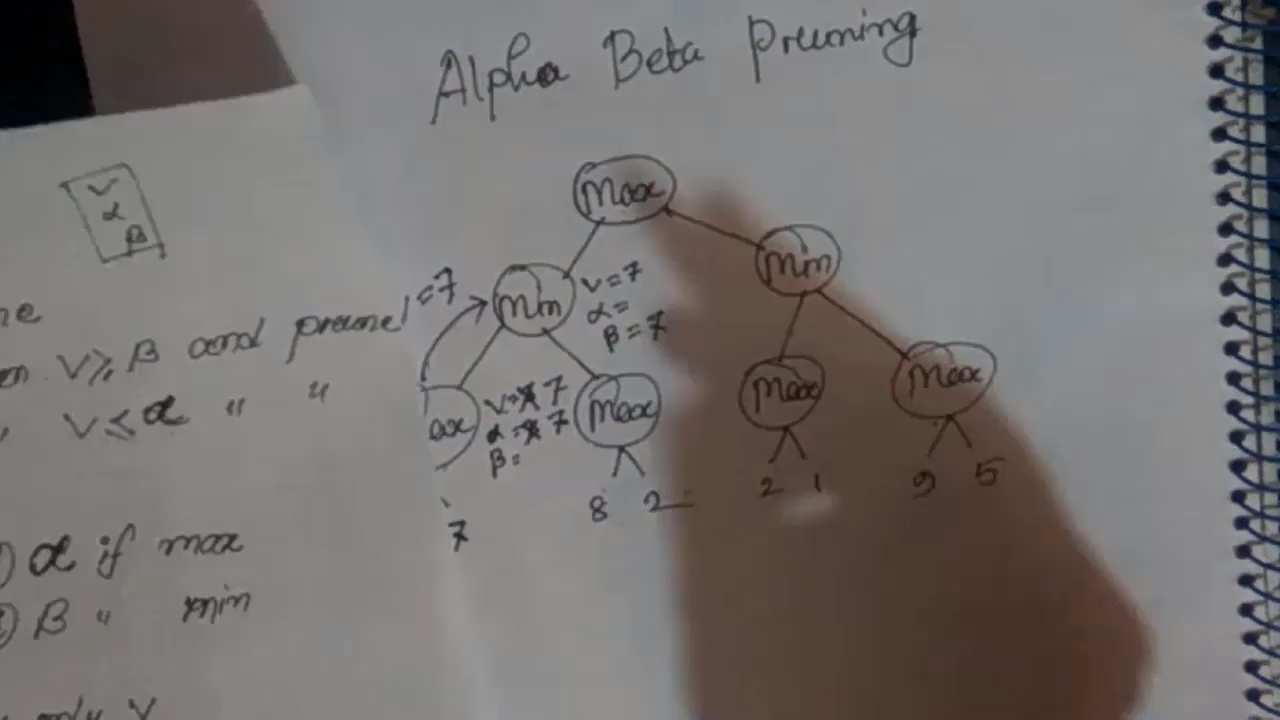 Alpha Beta Pruning
V
α
β
Max
Min
Min
V=7
α=
β=7
=7
V≥β and prune
V≤α " "
Max
Max
Max
V= 7
α= 7
β=
8 2
2 1
9 5
7
α if max
β " min
only V